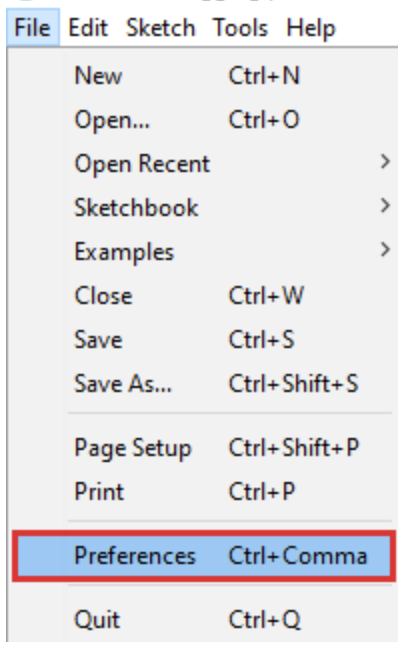 File Edit Sketch Tools Help
New Ctrl+N
Open... Ctrl+O
Open Recent >
Sketchbook >
Examples >
Close Ctrl+W
Save Ctrl+S
Save As... Ctrl+Shift+S
Page Setup Ctrl+Shift+P
Print Ctrl+P
Preferences Ctrl+Comma
Quit Ctrl+Q